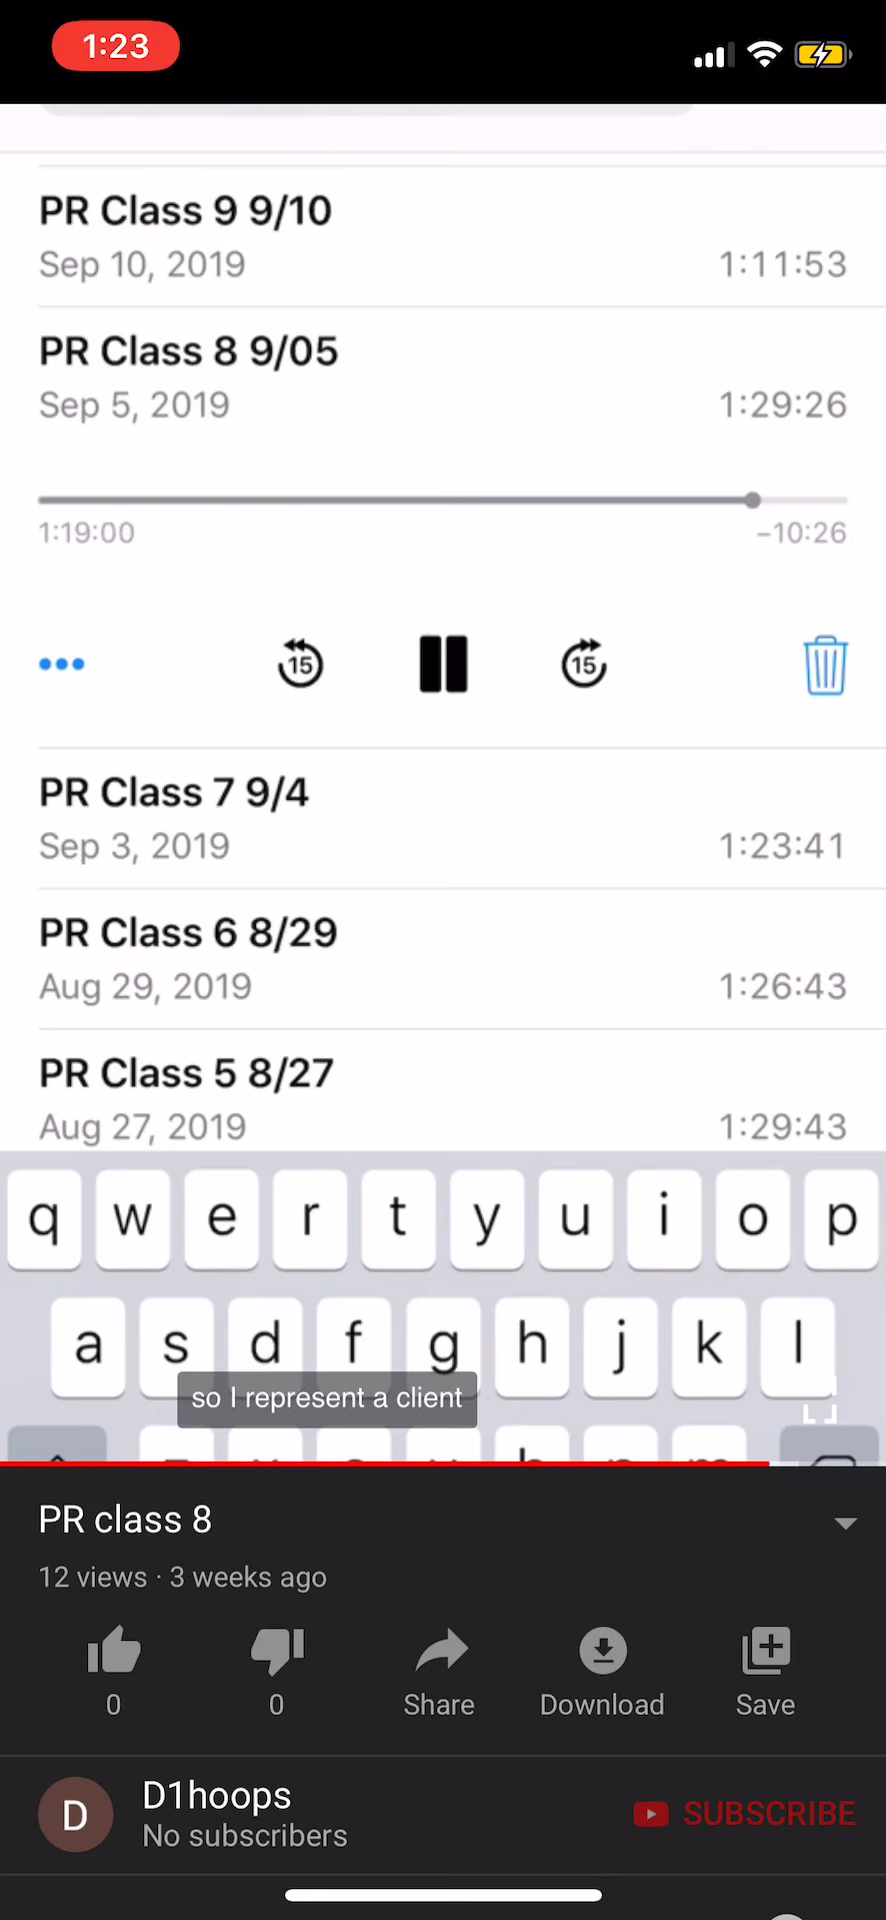 1:23
PR Class 9 9/10
Sep 10, 2019 1:11:53
PR Class 8 9/05
Sep 5, 2019 1:29:26
1:19:00 −10:26
15 15
PR Class 7 9/4
Sep 3, 2019 1:23:41
PR Class 6 8/29
Aug 29, 2019 1:26:43
PR Class 5 8/27
Aug 27, 2019 1:29:43
q w e r t y u i o p
a s d f g h j k l
so I represent a client
PR class 8
12 views · 3 weeks ago
0 0 Share Download Save
D D1hoops
No subscribers
SUBSCRIBE